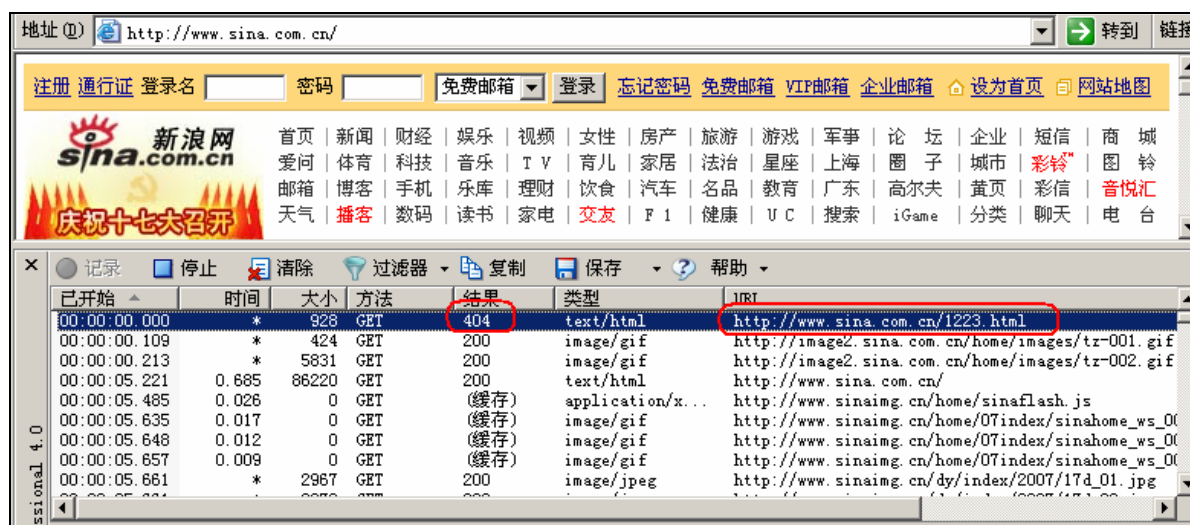 地址(D) http://www.sina.com.cn/ 转到 链接
注册 通行证 登录名 密码 免费邮箱 登录 忘记密码 免费邮箱 VIP邮箱 企业邮箱 设为首页 网站地图
新浪网
sina.com.cn
庆祝十七大召开
首页 | 新闻 | 财经 | 娱乐 | 视频 | 女性 | 房产 | 旅游 | 游戏 | 军事 | 论 坛 | 企业 | 短信 | 商 城
爱问 | 体育 | 科技 | 音乐 | T V | 育儿 | 家居 | 法治 | 星座 | 上海 | 圈 子 | 城市 | 彩铃 | 图 铃
邮箱 | 博客 | 手机 | 乐库 | 理财 | 饮食 | 汽车 | 名品 | 教育 | 广东 | 高尔夫 | 黄页 | 彩信 | 音悦汇
天气 | 播客 | 数码 | 读书 | 家电 | 交友 | F 1 | 健康 | U C | 搜索 | iGame | 分类 | 聊天 | 电 台
记录 停止 清除 过滤器 复制 保存 帮助
已开始 时间 大小 方法 结果 类型 URL
00:00:00.000 * 928 GET 404 text/html http://www.sina.com.cn/1223.html
00:00:00.109 * 424 GET 200 image/gif http://image2.sina.com.cn/home/images/tz-001.gif
00:00:00.213 * 5831 GET 200 image/gif http://image2.sina.com.cn/home/images/tz-002.gif
00:00:05.221 0.685 86220 GET 200 text/html http://www.sina.com.cn/
00:00:05.485 0.026 0 GET (缓存) application/x... http://www.sinaimg.cn/home/sinaflash.js
00:00:05.635 0.017 0 GET (缓存) image/gif http://www.sinaimg.cn/home/07index/sinahome_ws_0
00:00:05.648 0.012 0 GET (缓存) image/gif http://www.sinaimg.cn/home/07index/sinahome_ws_0
00:00:05.657 0.009 0 GET (缓存) image/gif http://www.sinaimg.cn/home/07index/sinahome_ws_0
00:00:05.661 * 2967 GET 200 image/jpeg http://www.sinaimg.cn/dy/index/2007/17d_01.jpg
ssional 4.0